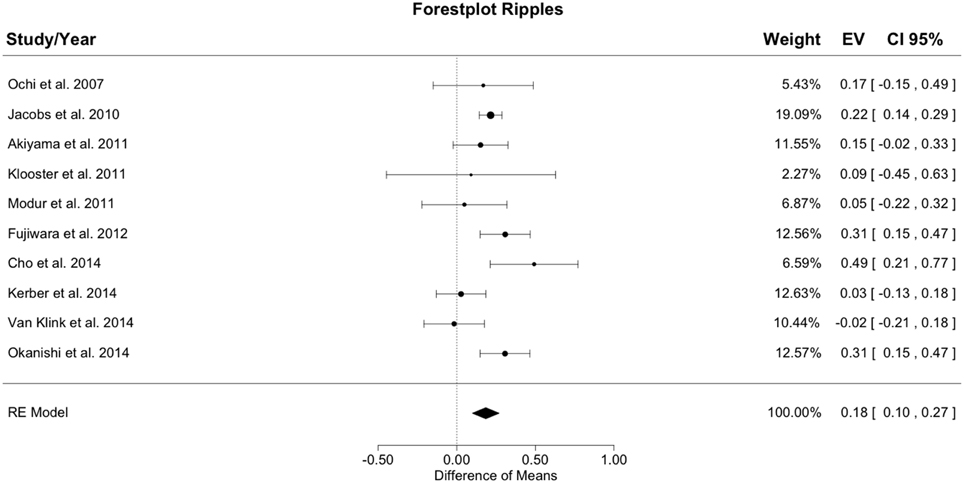 Forestplot Ripples
Study/Year Weight EV CI 95%
Ochi et al. 2007 5.43% 0.17 [ -0.15 , 0.49]
Jacobs et al. 2010 19.09% 0.22 [ 0.14 , 0.29]
Akiyama et al. 2011 11.55% 0.15 [ -0.02 , 0.33]
Klooster et al. 2011 2.27% 0.09 [ -0.45 , 0.63]
Modur et al. 2011 6.87% 0.05 [ -0.22 , 0.32]
Fujiwara et al. 2012 12.56% 0.31 [ 0.15 , 0.47]
Cho et al. 2014 6.59% 0.49 [ 0.21 , 0.77]
Kerber et al. 2014 12.63% 0.03 [ -0.13 , 0.18]
Van Klink et al. 2014 10.44% -0.02 [ -0.21 , 0.18]
Okanishi et al. 2014 12.57% 0.31 [ 0.15 , 0.47]
RE Model 100.00% 0.18 [ 0.10 , 0.27]
-0.50 0.00 0.50 1.00
Difference of Means